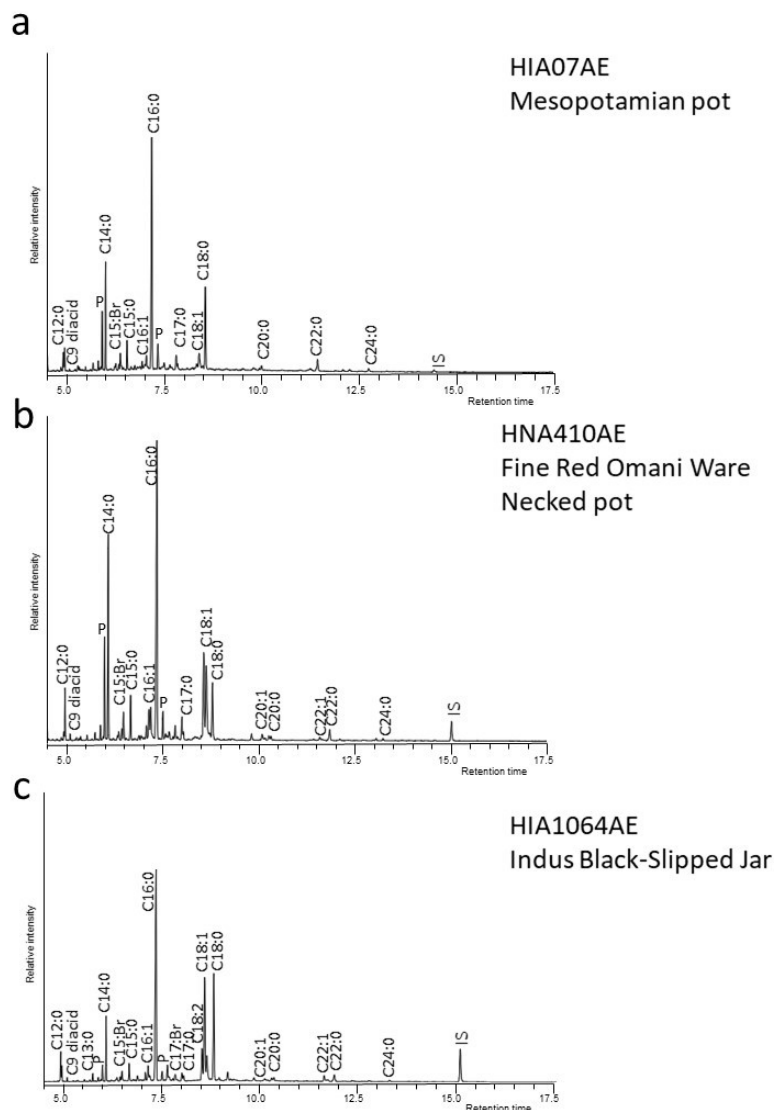 a
HIA07AE
Mesopotamian pot
Relative intensity
C12:0
C9 diacid
P
C14:0
C15:Br
C15:0
C16:1
C16:0
P
C17:0
C18:1
C18:0
C20:0
C22:0
C24:0
IS
5.0 7.5 10.0 12.5 15.0 17.5
Retention time
b
HNA410AE
Fine Red Omani Ware
Necked pot
Relative intensity
C12:0
C9 diacid
P
C14:0
C15:Br
C15:0
C16:1
C16:0
P
C17:0
C18:1
C18:0
C20:1
C20:0
C22:1
C22:0
C24:0
IS
5.0 7.5 10.0 12.5 15.0 17.5
Retention time
c
HIA1064AE
Indus Black-Slipped Jar
Relative intensity
C12:0
C9 diacid
C13:0
P
C14:0
C15:Br
C15:0
C16:1
C16:0
P
C17:Br
C17:0
C18:2
C18:1
C18:0
C20:1
C20:0
C22:1
C22:0
C24:0
IS
5.0 7.5 10.0 12.5 15.0 17.5
Retention time